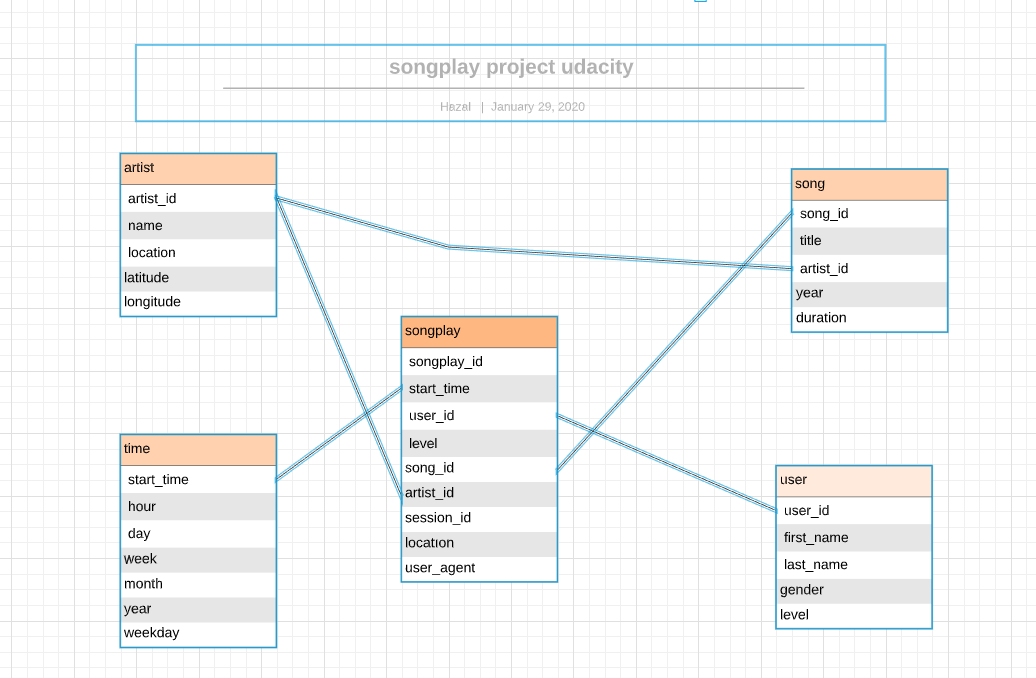 songplay project udacity
Hazal | January 29, 2020
artist
artist_id
name
location
latitude
longitude
song
song_id
title
artist_id
year
duration
songplay
songplay_id
start_time
user_id
level
song_id
artist_id
session_id
location
user_agent
time
start_time
hour
day
week
month
year
weekday
user
user_id
first_name
last_name
gender
level